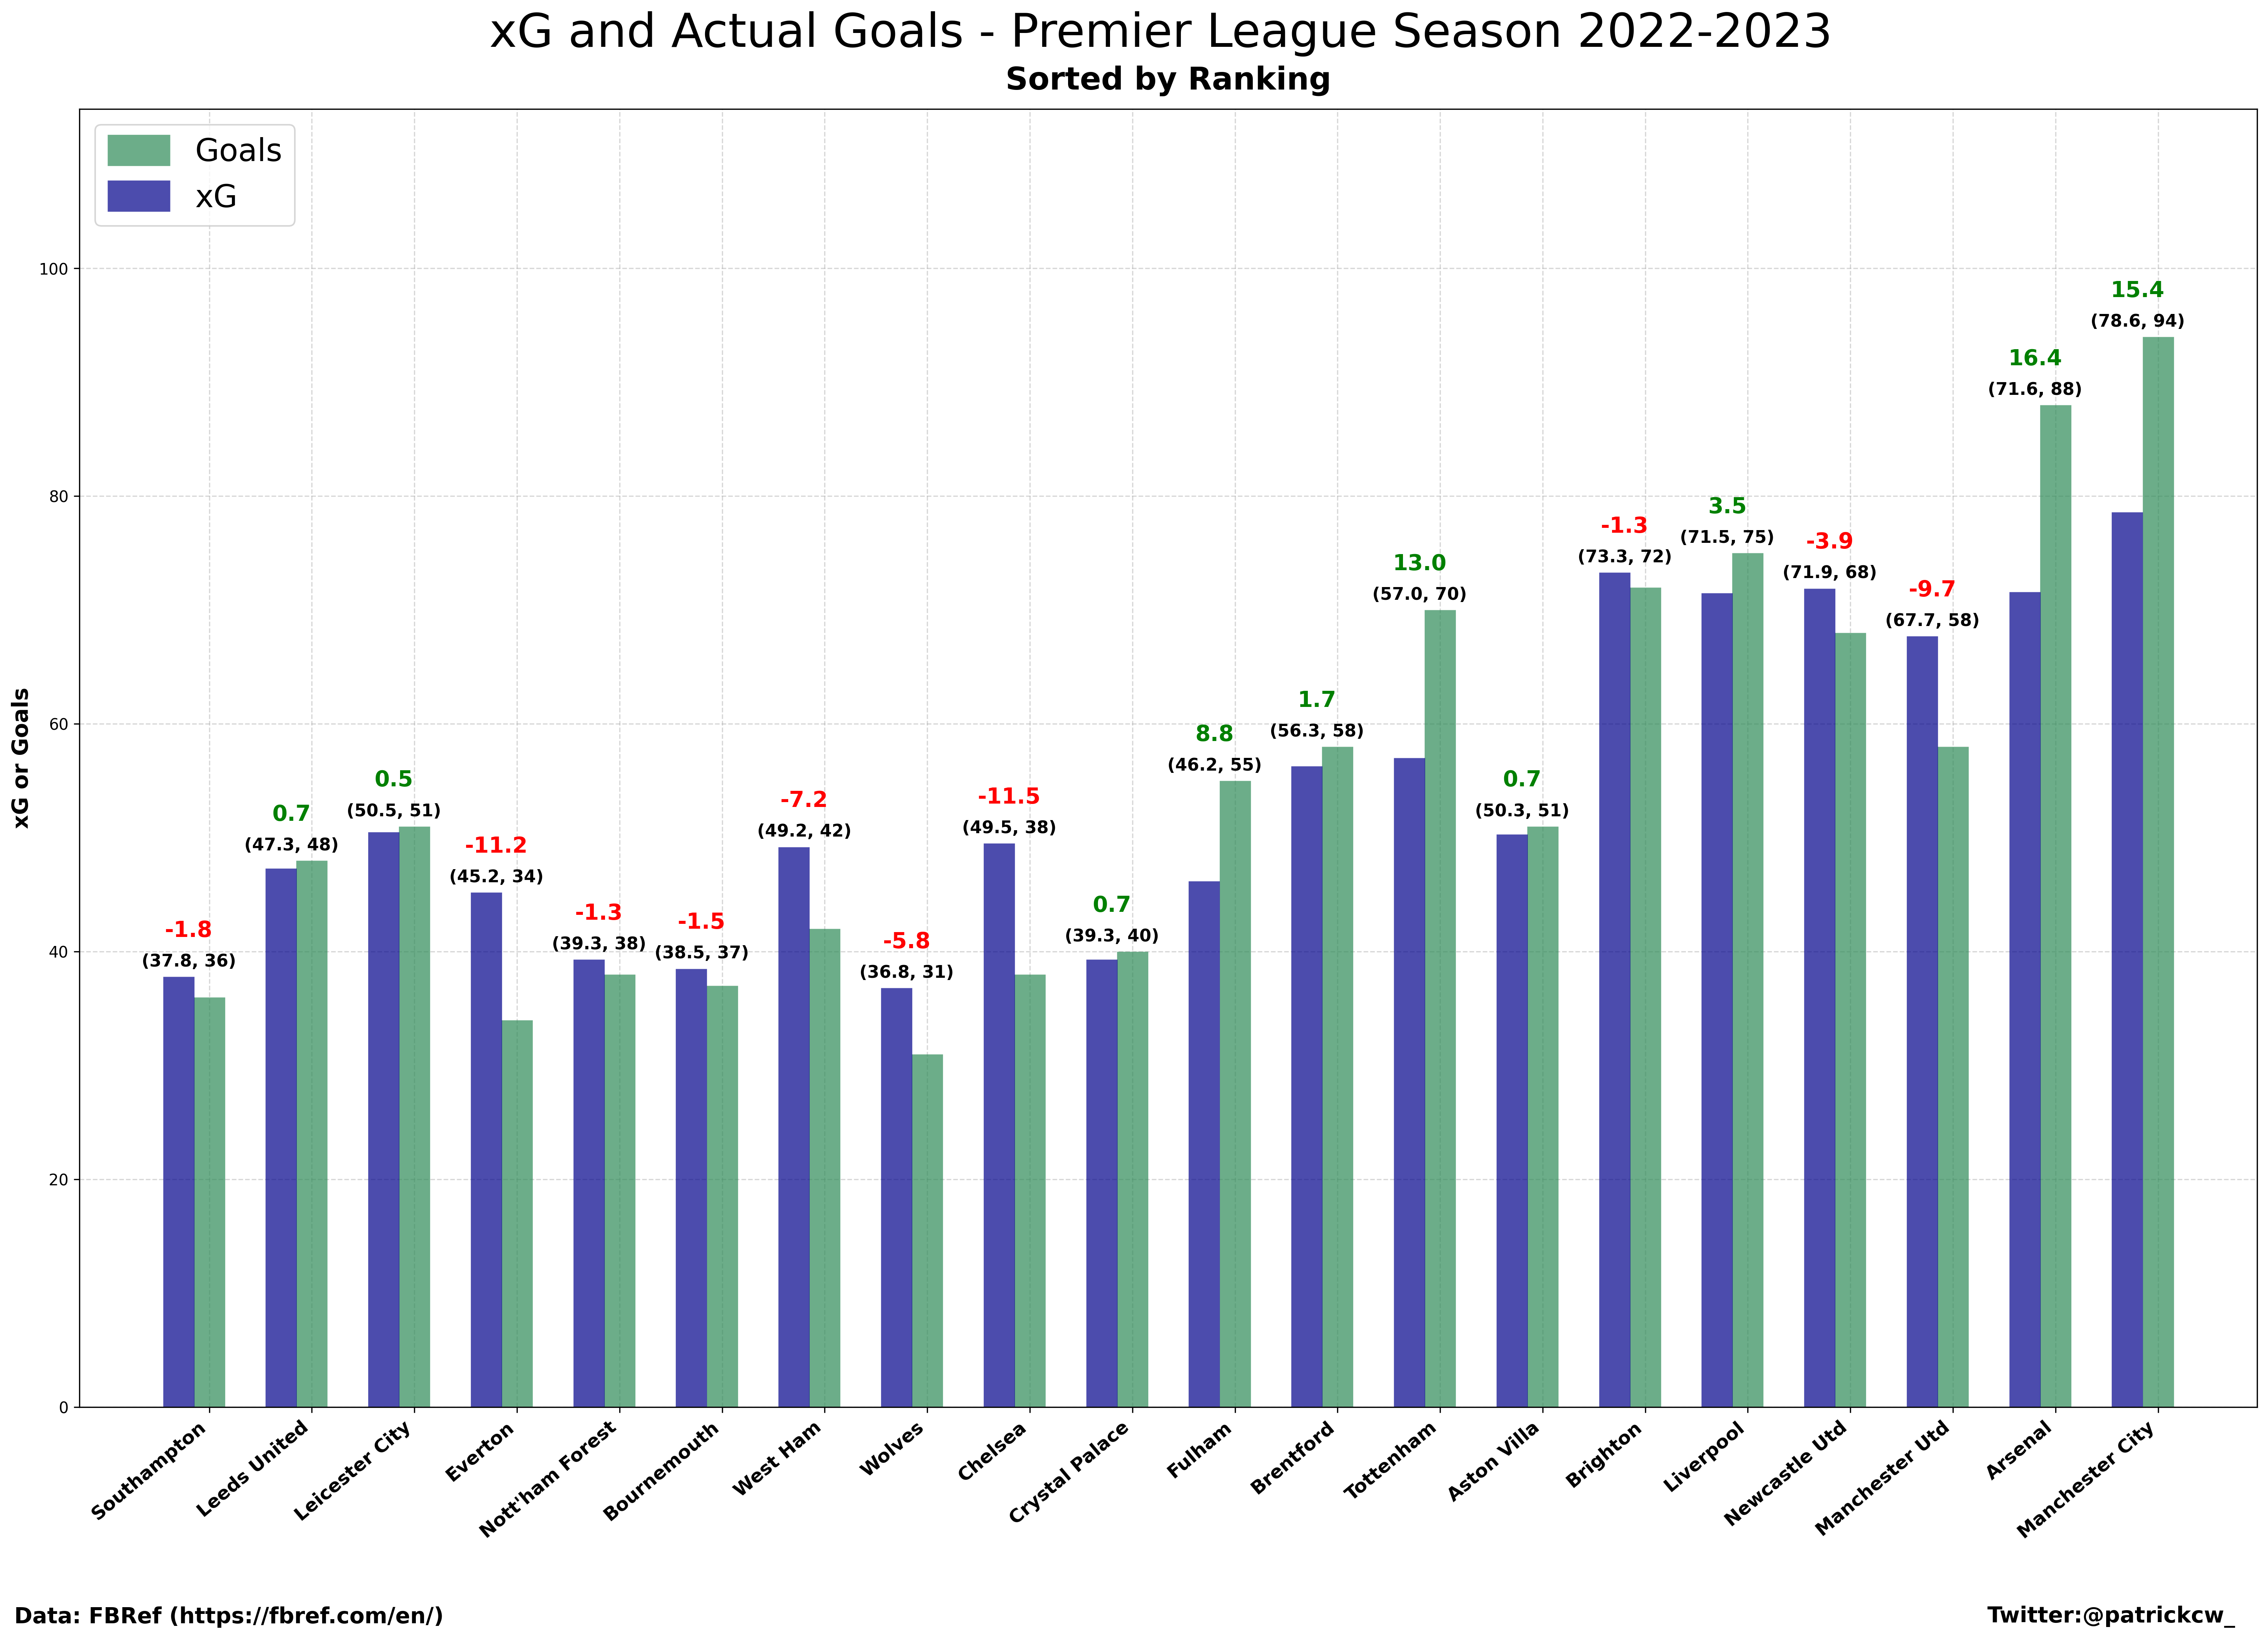 xG and Actual Goals - Premier League Season 2022-2023
Sorted by Ranking
Goals
xG
xG or Goals
100
80
60
40
20
0
-1.8
(37.8, 36)
0.7
(47.3, 48)
0.5
(50.5, 51)
-11.2
(45.2, 34)
-1.3
(39.3, 38)
-1.5
(38.5, 37)
-7.2
(49.2, 42)
-5.8
(36.8, 31)
-11.5
(49.5, 38)
0.7
(39.3, 40)
8.8
(46.2, 55)
1.7
(56.3, 58)
13.0
(57.0, 70)
0.7
(50.3, 51)
-1.3
(73.3, 72)
3.5
(71.5, 75)
-3.9
(71.9, 68)
-9.7
(67.7, 58)
16.4
(71.6, 88)
15.4
(78.6, 94)
Southampton
Leeds United
Leicester City
Everton
Nott'ham Forest
Bournemouth
West Ham
Wolves
Chelsea
Crystal Palace
Fulham
Brentford
Tottenham
Aston Villa
Brighton
Liverpool
Newcastle Utd
Manchester Utd
Arsenal
Manchester City
Data: FBRef (https://fbref.com/en/)
Twitter:@patrickcw_